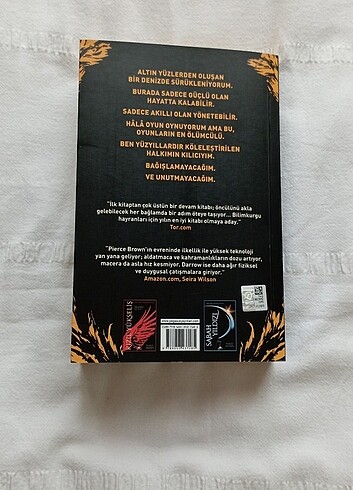 ALTIN YÜZLERDEN OLUŞAN
BİR DENİZDE SÜRÜKLENİYORUM.
BURADA SADECE GÜÇLÜ OLAN
HAYATTA KALABİLİR.
SADECE AKILLI OLAN YÖNETEBİLİR.
HÂLÂ OYUN OYNUYORUM AMA BU,
OYUNLARIN EN ÖLÜMCÜLÜ.
BEN YÜZYILLARDIR KÖLELEŞTİRİLEN
HALKIMIN KILICIYIM.
BAĞIŞLAMAYACAĞIM.
VE UNUTMAYACAĞIM.
"İlk kitaptan çok üstün bir devam kitabı; öncülünü akla
gelebilecek her bağlamda bir adım öteye taşıyor... Bilimkurgu
hayranları için yılın en iyi kitabı olmaya aday."
Tor.com
"Pierce Brown'ın evreninde ilkellik ile yüksek teknoloji
yan yana geliyor; aldatmaca ve kahramanlıkların dozu artıyor,
macera da asla hız kesmiyor. Darrow ise daha ağır fiziksel
ve duygusal çatışmalara giriyor."
Amazon.com, Seira Wilson
KIZIL YÜKSELİŞ
SABAH YILDIZI